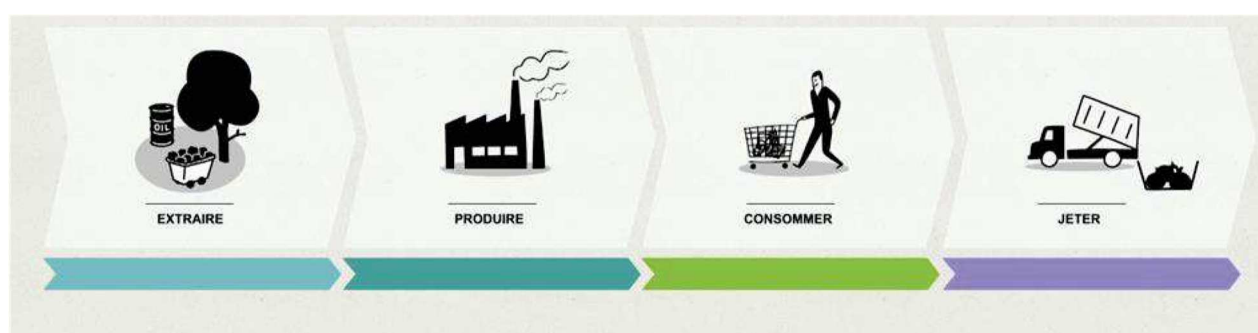 OIL
EXTRAIRE
PRODUIRE
CONSOMMER
JETER